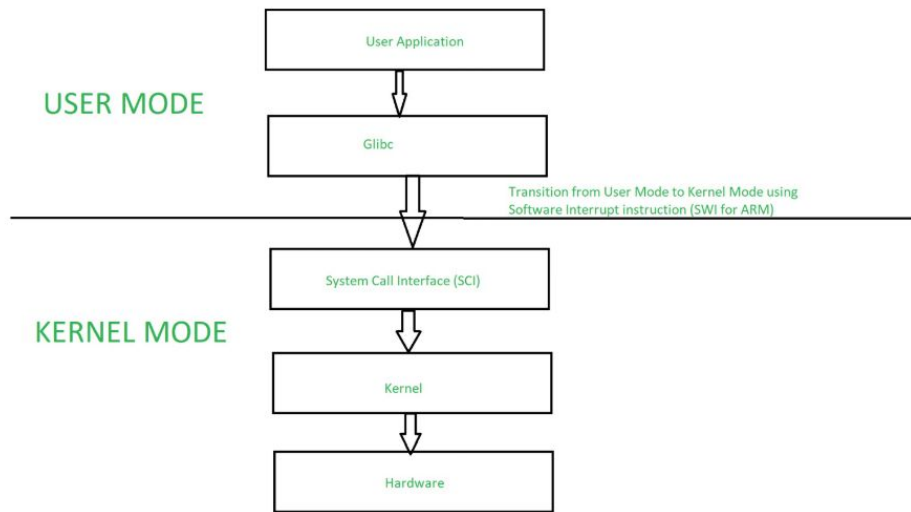 User Application
USER MODE
Glibc
Transition from User Mode to Kernel Mode using
Software Interrupt instruction (SWI for ARM)
System Call Interface (SCI)
KERNEL MODE
Kernel
Hardware